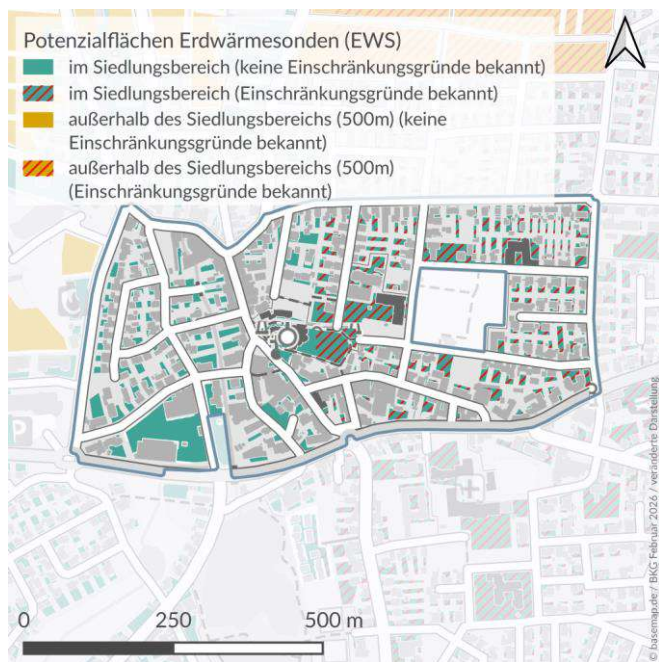 Potenzialflächen Erdwärmesonden (EWS)
im Siedlungsbereich (keine Einschränkungsgründe bekannt)
im Siedlungsbereich (Einschränkungsgründe bekannt)
außerhalb des Siedlungsbereichs (500m) (keine
Einschränkungsgründe bekannt)
außerhalb des Siedlungsbereichs (500m)
(Einschränkungsgründe bekannt)
P
0
250
500 m
© basemap.de / BKG Februar 2026 / veränderte Darstellung